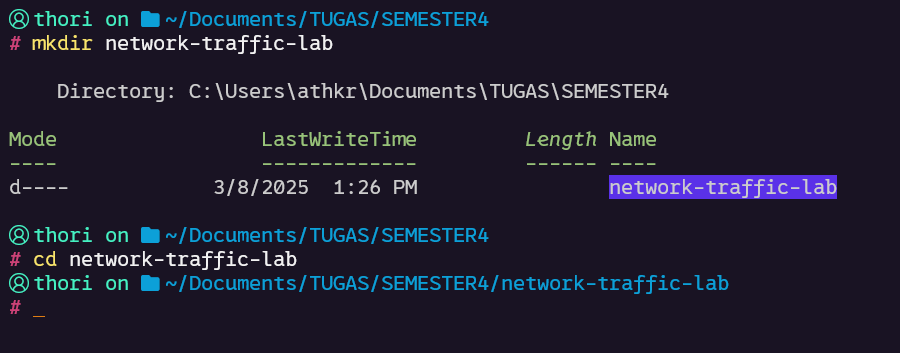 thori on ~/Documents/TUGAS/SEMESTER4
# mkdir network-traffic-lab
Directory: C:\Users\athkr\Documents\TUGAS\SEMESTER4
Mode LastWriteTime Length Name
---- ------------- ------ ----
d---- 3/8/2025 1:26 PM network-traffic-lab
thori on ~/Documents/TUGAS/SEMESTER4
# cd network-traffic-lab
thori on ~/Documents/TUGAS/SEMESTER4/network-traffic-lab
# _